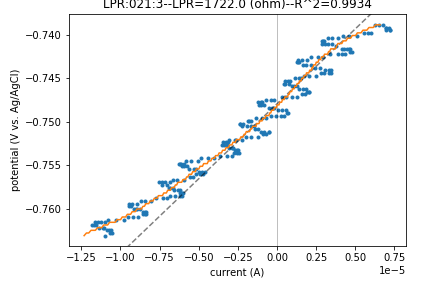 LPR:021:3--LPR=1722.0 (ohm)--R^2=0.9934
−0.740
−0.745
−0.750
−0.755
−0.760
potential (V vs. Ag/AgCl)
−1.25 −1.00 −0.75 −0.50 −0.25 0.00 0.25 0.50 0.75
1e−5
current (A)